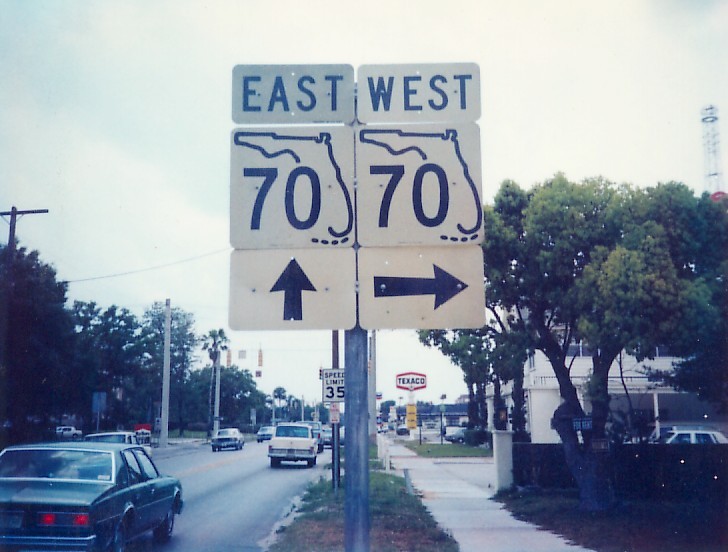 EAST WEST
70 70
SPEED
LIMIT
35
TEXACO